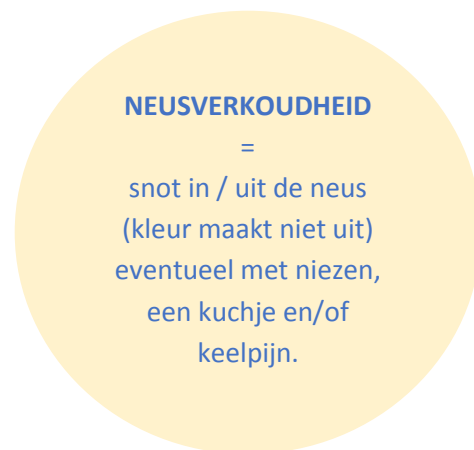 NEUSVERKOUDHEID
=
snot in / uit de neus
(kleur maakt niet uit)
eventueel met niezen,
een kuchje en/of
keelpijn.